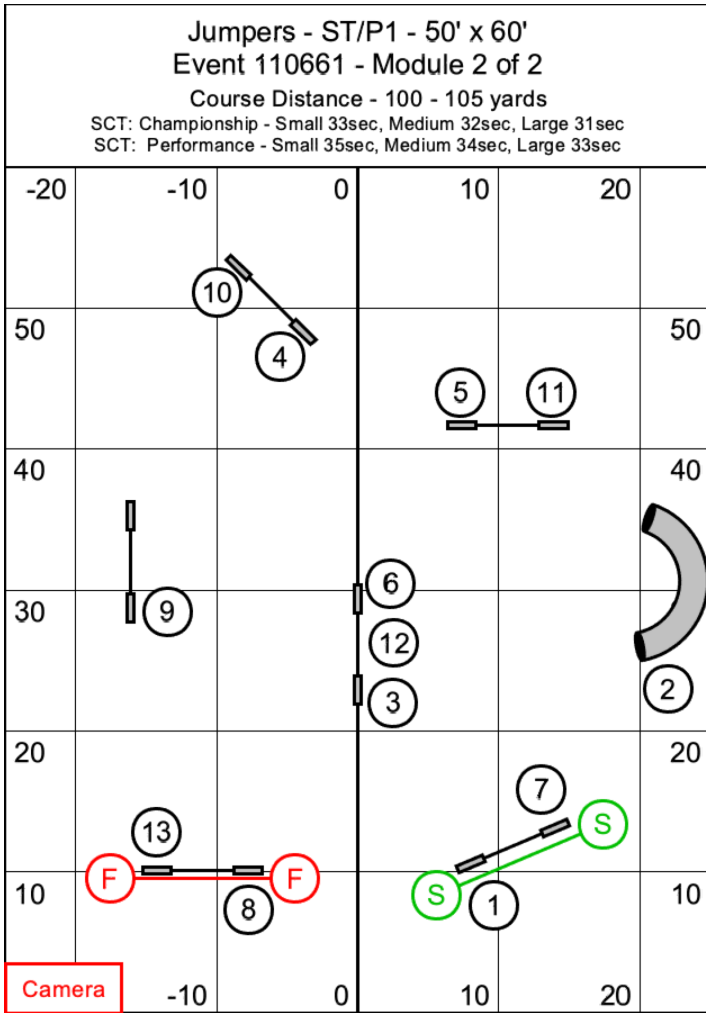 Jumpers - ST/P1 - 50' x 60'
Event 110661 - Module 2 of 2
Course Distance - 100 - 105 yards
SCT: Championship - Small 33sec, Medium 32sec, Large 31sec
SCT: Performance - Small 35sec, Medium 34sec, Large 33sec
-20 -10 0 10 20
10
50 50
4
5 11
40 40
6
30 9 30
12
2
3
20 20
7
13 S
F F
10 8 S 1 10
Camera -10 0 10 20